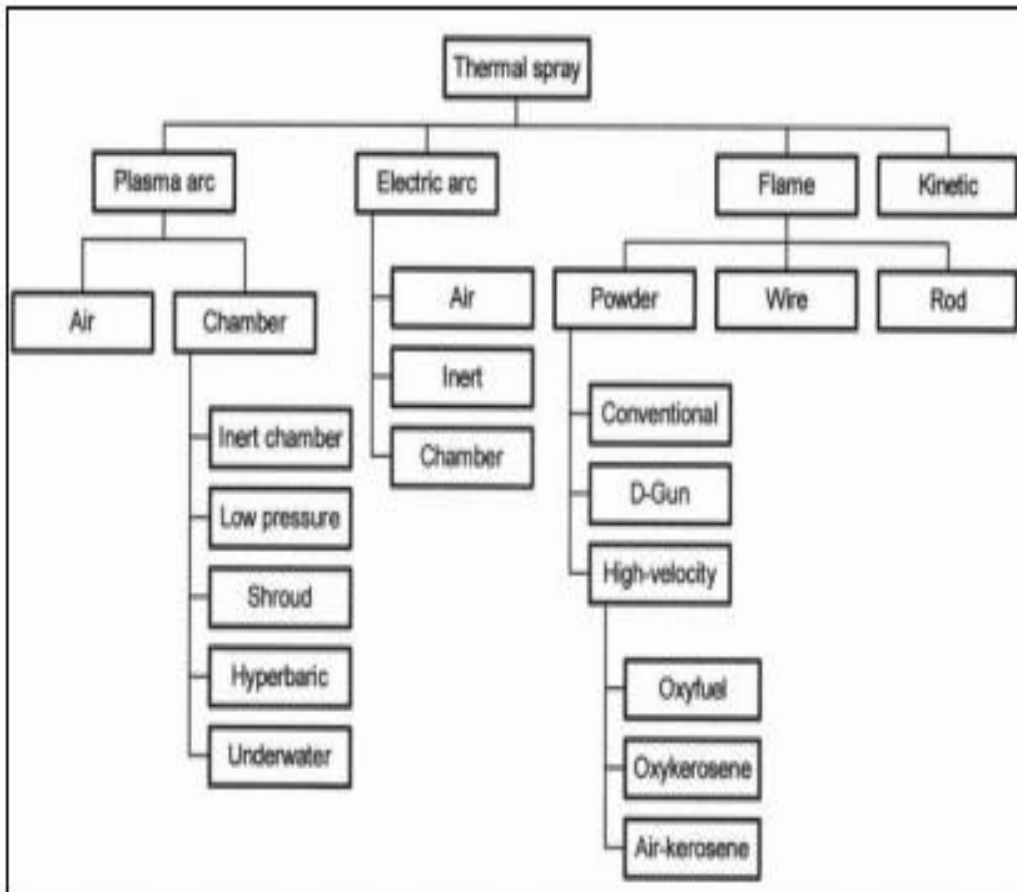 Thermal spray
Plasma arc
Electric arc
Flame
Kinetic
Air
Chamber
Air
Powder
Wire
Rod
Inert
Conventional
Inert chamber
Chamber
D-Gun
Low pressure
High-velocity
Shroud
Hyperbaric
Oxyfuel
Underwater
Oxykerosene
Air-kerosene